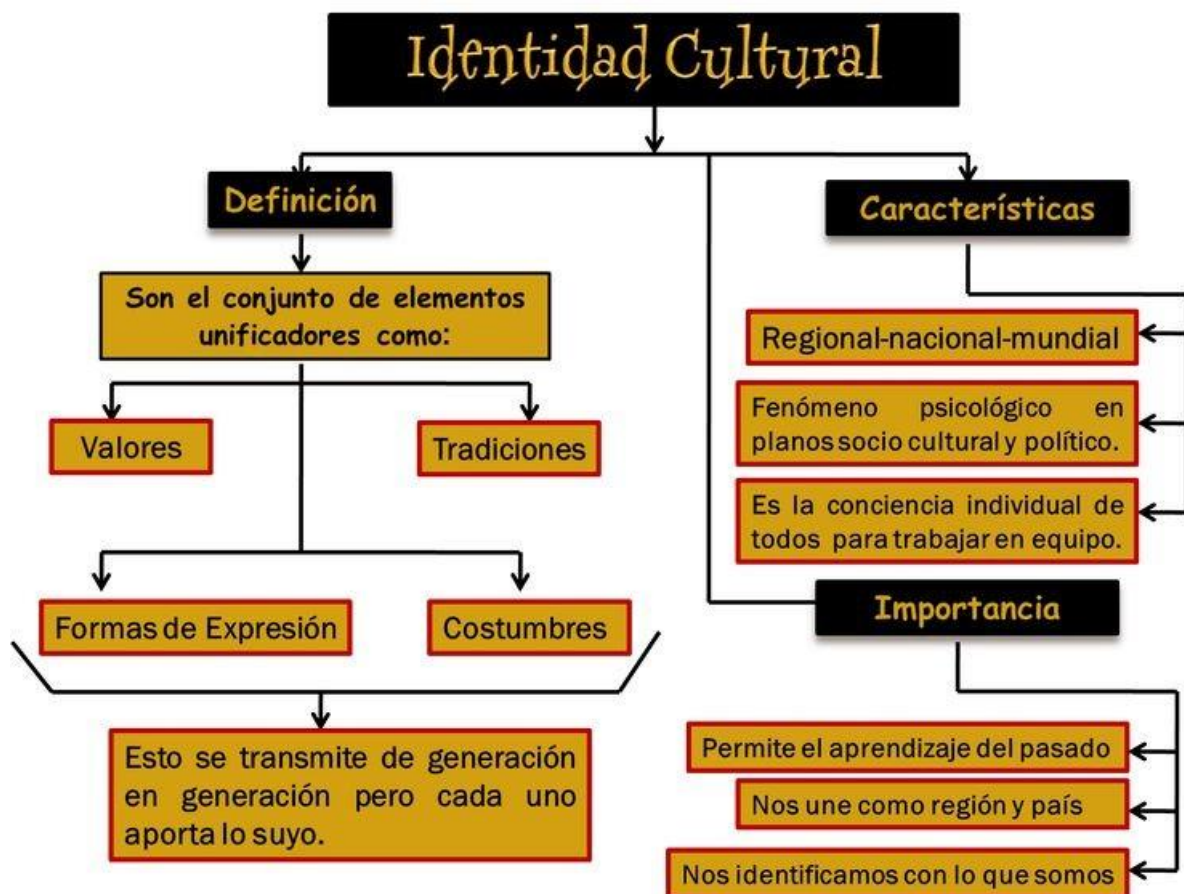 Identidad Cultural
Definición
Son el conjunto de elementos
unificadores como:
Valores
Tradiciones
Formas de Expresión
Costumbres
Esto se transmite de generación
en generación pero cada uno
aporta lo suyo.
Características
Regional-nacional-mundial
Fenómeno psicológico en
planos socio cultural y político.
Es la conciencia individual de
todos para trabajar en equipo.
Importancia
Permite el aprendizaje del pasado
Nos une como región y país
Nos identificamos con lo que somos